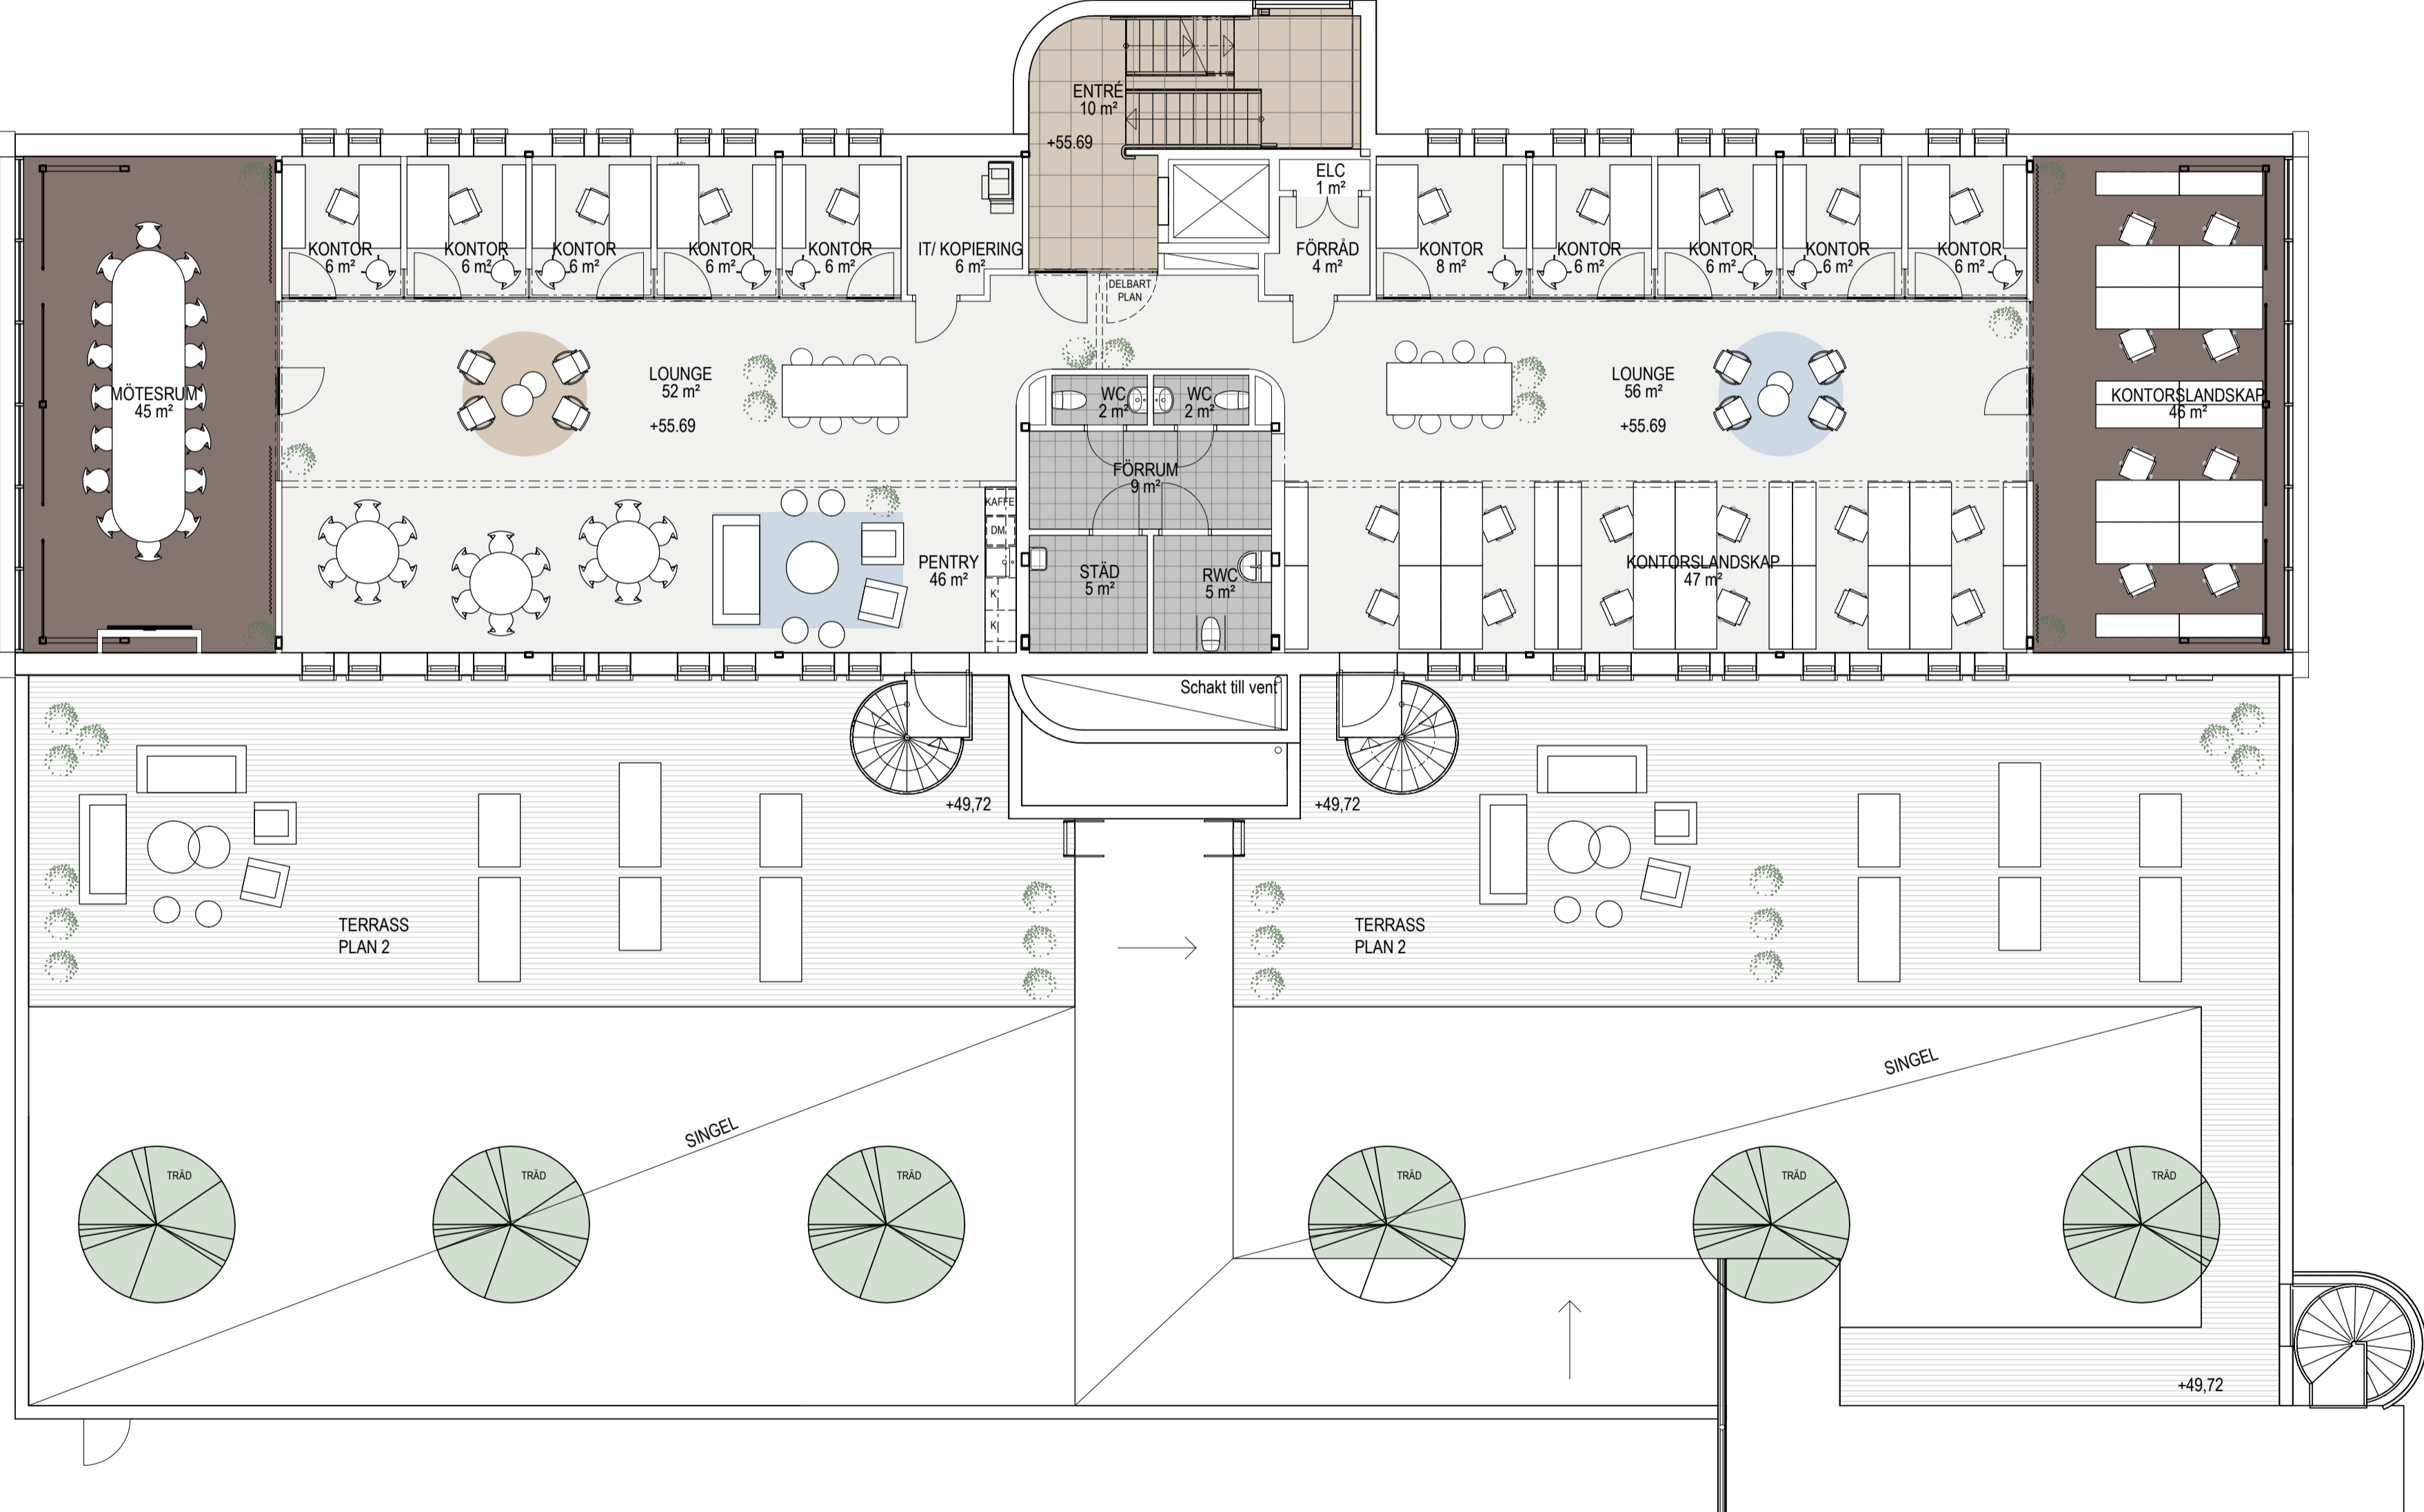 ENTRÉ
10 m²
+55.69
ELC
1 m²
KONTOR
6 m²
KONTOR
6 m²
KONTOR
6 m²
KONTOR
6 m²
KONTOR
6 m²
IT/ KOPIERING
6 m²
FÖRRÅD
4 m²
KONTOR
8 m²
KONTOR
6 m²
KONTOR
6 m²
KONTOR
6 m²
KONTOR
6 m²
DELBART
PLAN
MÖTESRUM
45 m²
LOUNGE
52 m²
+55.69
WC
2 m²
WC
2 m²
LOUNGE
56 m²
+55.69
KONTORSLANDSKAP
46 m²
FÖRRUM
9 m²
KAFFE
DM
K
K
PENTRY
46 m²
STÄD
5 m²
RWC
5 m²
KONTORSLANDSKAP
47 m²
Schakt till vent
+49,72
+49,72
TERRASS
PLAN 2
TERRASS
PLAN 2
SINGEL
SINGEL
TRÄD
TRÄD
TRÄD
TRÄD
TRÄD
TRÄD
+49,72